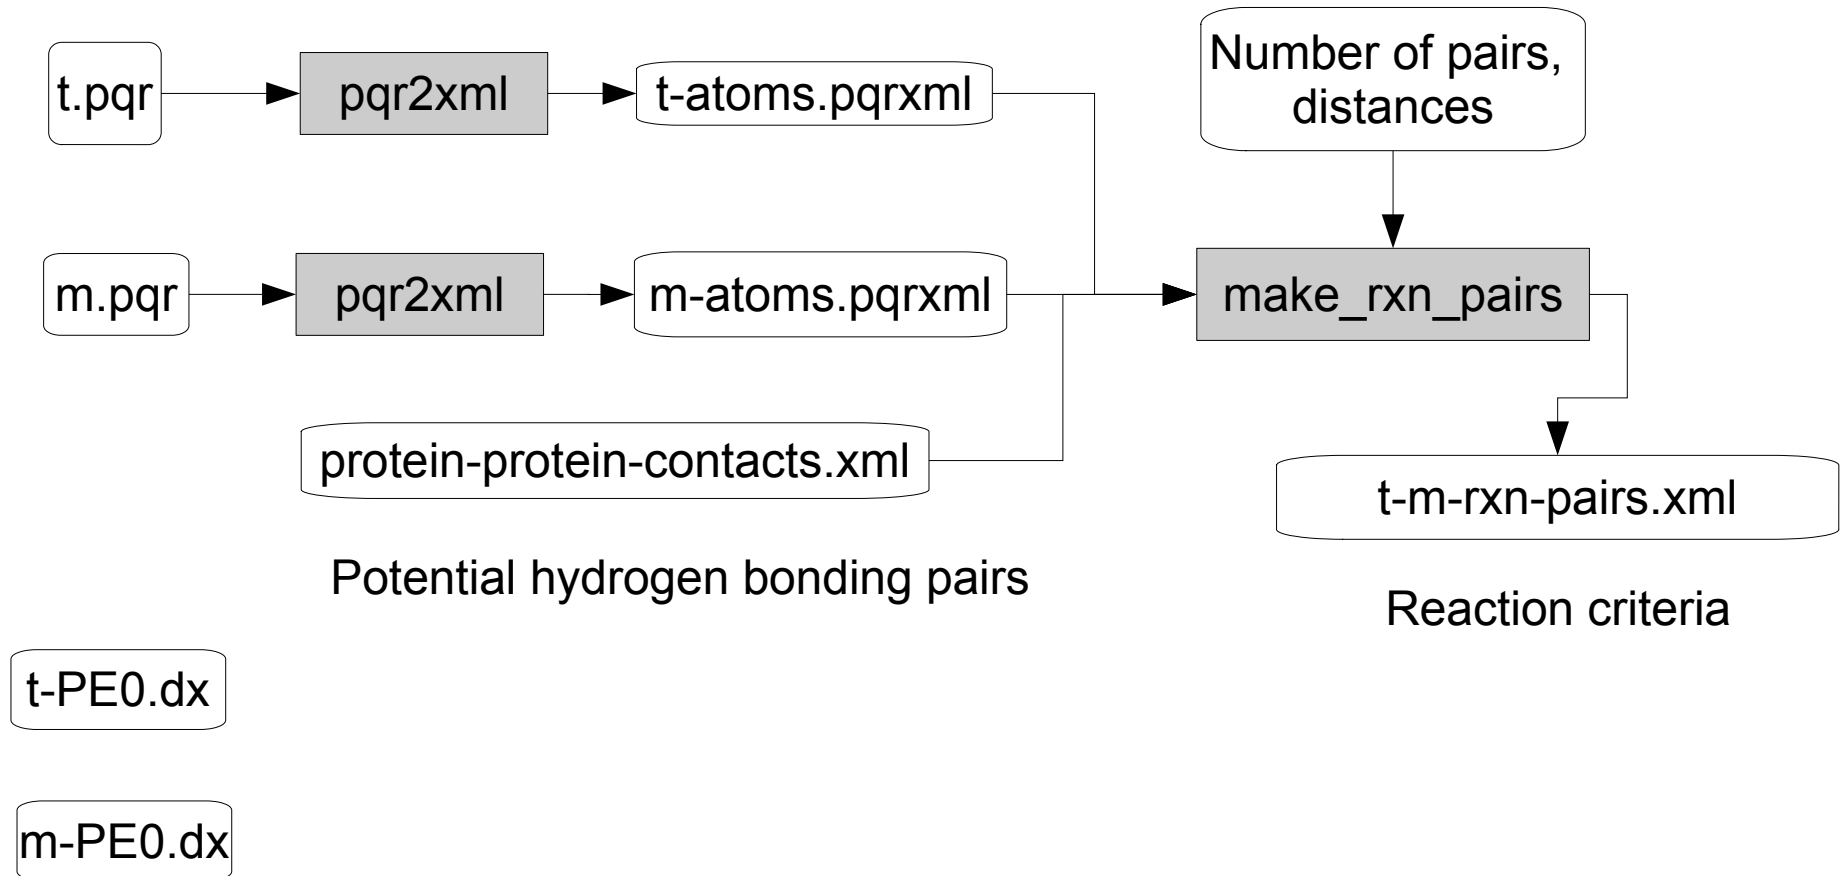 t.pqr
pqr2xml
t-atoms.pqrxml
Number of pairs,
distances
m.pqr
pqr2xml
m-atoms.pqrxml
make_rxn_pairs
protein-protein-contacts.xml
t-m-rxn-pairs.xml
Potential hydrogen bonding pairs
Reaction criteria
t-PE0.dx
m-PE0.dx